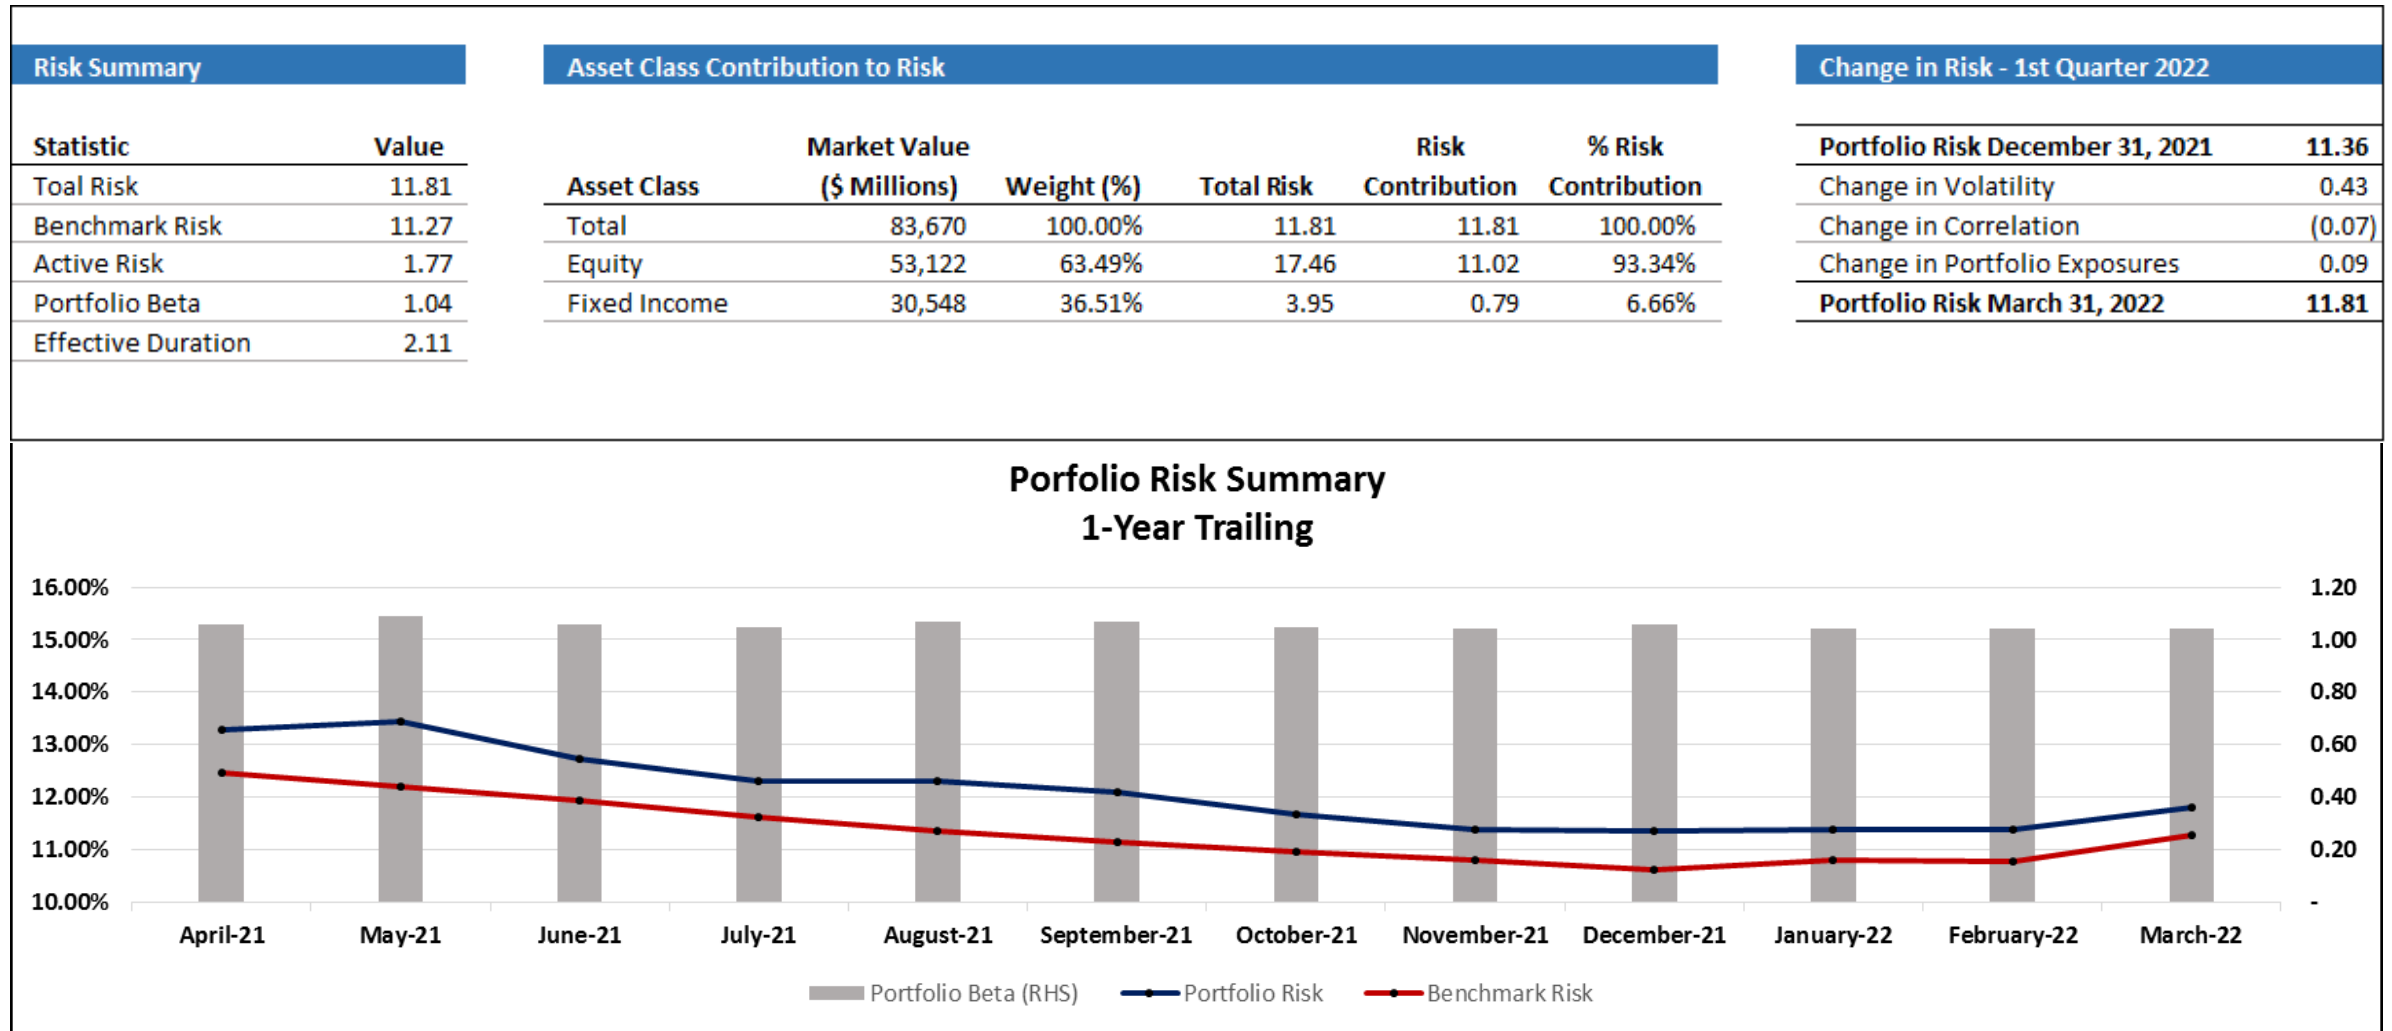 Risk Summary
Statistic Value
Toal Risk 11.81
Benchmark Risk 11.27
Active Risk 1.77
Portfolio Beta 1.04
Effective Duration 2.11
Asset Class Contribution to Risk
Market Value Risk % Risk
Asset Class ($ Millions) Weight (%) Total Risk Contribution Contribution
Total 83,670 100.00% 11.81 11.81 100.00%
Equity 53,122 63.49% 17.46 11.02 93.34%
Fixed Income 30,548 36.51% 3.95 0.79 6.66%
Change in Risk - 1st Quarter 2022
Portfolio Risk December 31, 2021 11.36
Change in Volatility 0.43
Change in Correlation (0.07)
Change in Portfolio Exposures 0.09
Portfolio Risk March 31, 2022 11.81
Porfolio Risk Summary
1-Year Trailing
16.00% 1.20
15.00% 1.00
14.00% 0.80
13.00% 0.60
12.00% 0.40
11.00% 0.20
10.00% -
April-21 May-21 June-21 July-21 August-21 September-21 October-21 November-21 December-21 January-22 February-22 March-22
Portfolio Beta (RHS) Portfolio Risk Benchmark Risk